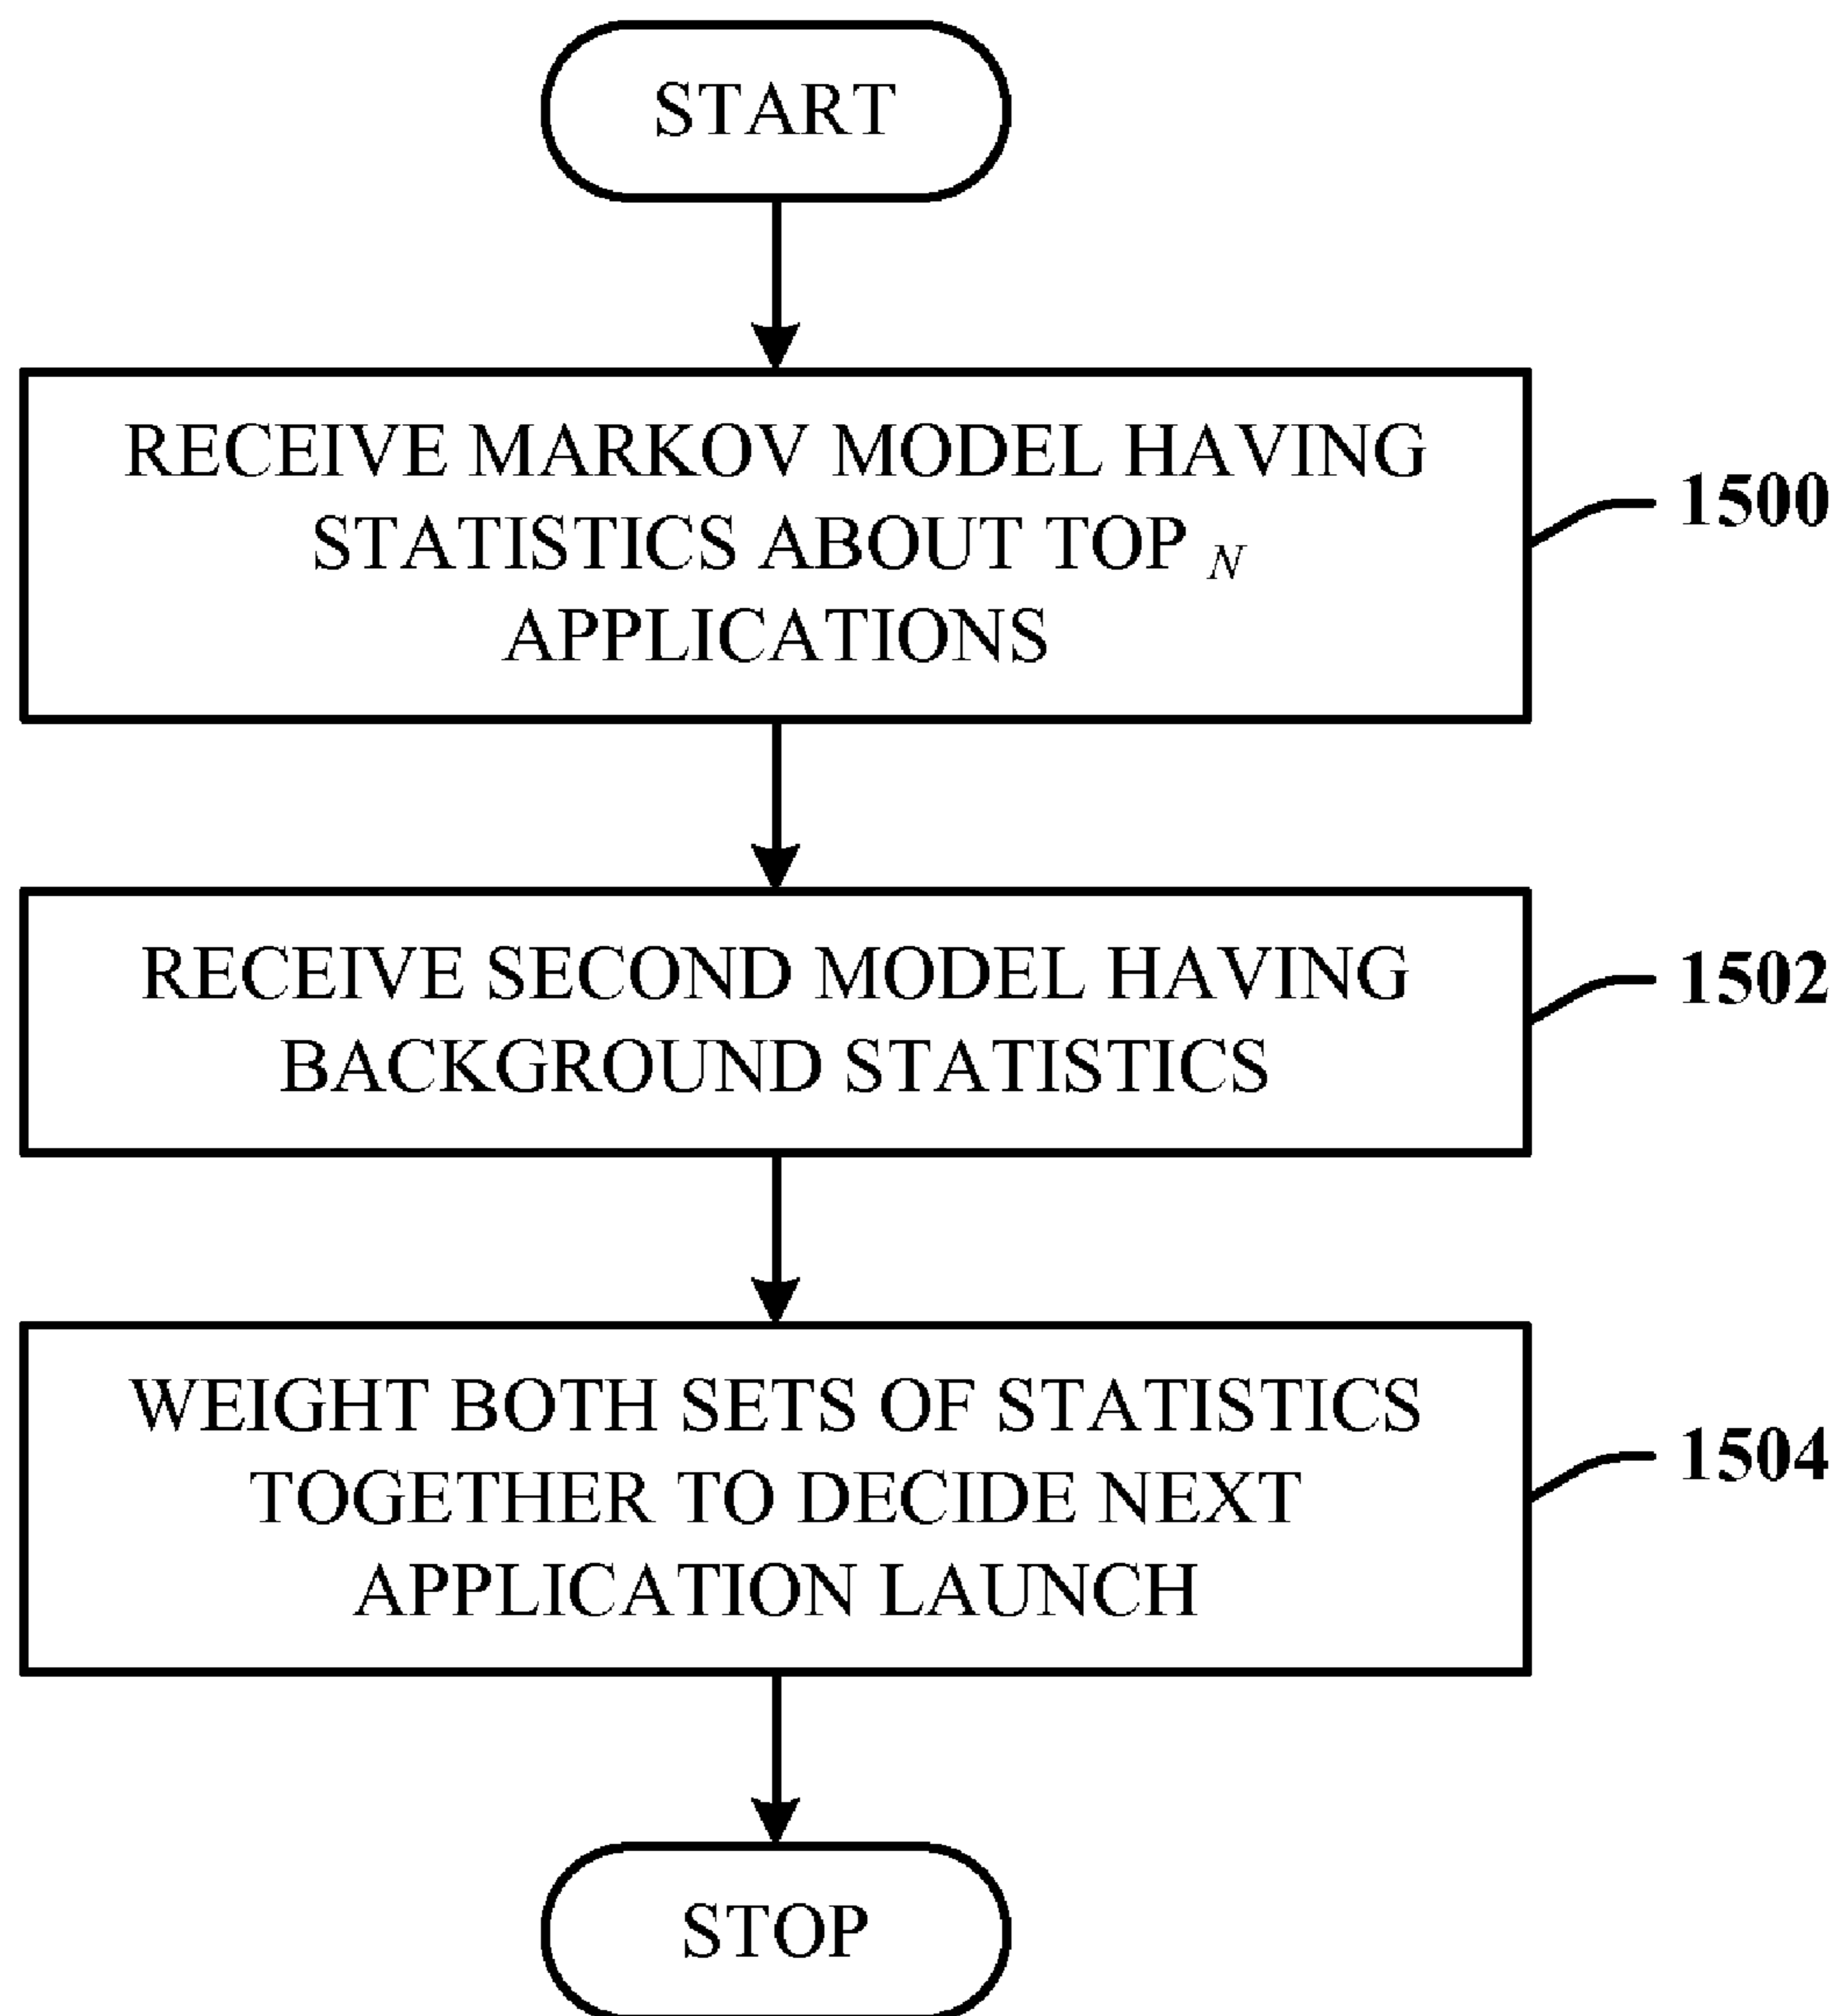 START
RECEIVE MARKOV MODEL HAVING
STATISTICS ABOUT TOP N
APPLICATIONS
1500
RECEIVE SECOND MODEL HAVING
BACKGROUND STATISTICS
1502
WEIGHT BOTH SETS OF STATISTICS
TOGETHER TO DECIDE NEXT
APPLICATION LAUNCH
1504
STOP